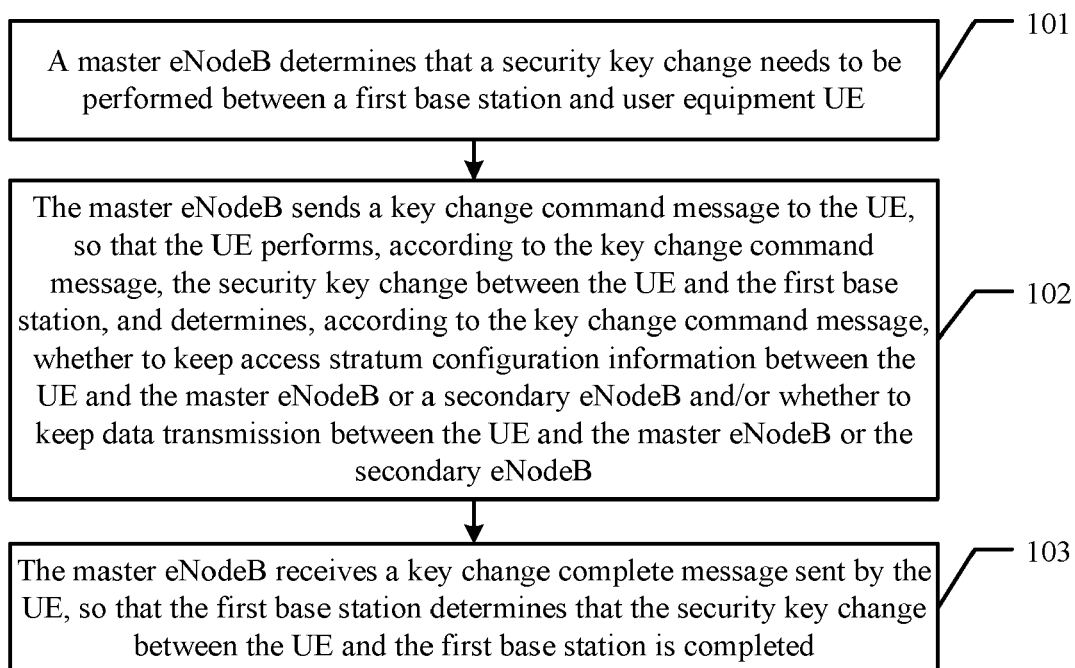 101
A master eNodeB determines that a security key change needs to be
performed between a first base station and user equipment UE
The master eNodeB sends a key change command message to the UE,
so that the UE performs, according to the key change command
message, the security key change between the UE and the first base
station, and determines, according to the key change command message,
whether to keep access stratum configuration information between the
UE and the master eNodeB or a secondary eNodeB and/or whether to
keep data transmission between the UE and the master eNodeB or the
secondary eNodeB
102
The master eNodeB receives a key change complete message sent by the
UE, so that the first base station determines that the security key change
between the UE and the first base station is completed
103